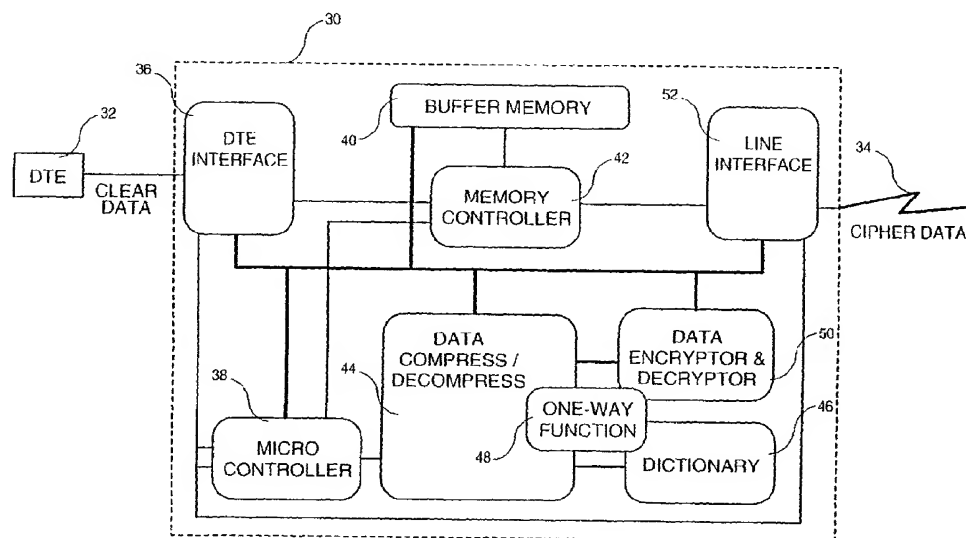 30
36
32
DTE
CLEAR
DATA
DTE
INTERFACE
BUFFER MEMORY
40
42
MEMORY
CONTROLLER
52
LINE
INTERFACE
34
CIPHER DATA
38
MICRO
CONTROLLER
44
DATA
COMPRESS /
DECOMPRESS
DATA
ENCRYPTOR &
DECRYPTOR
50
ONE-WAY
FUNCTION
48
46
DICTIONARY